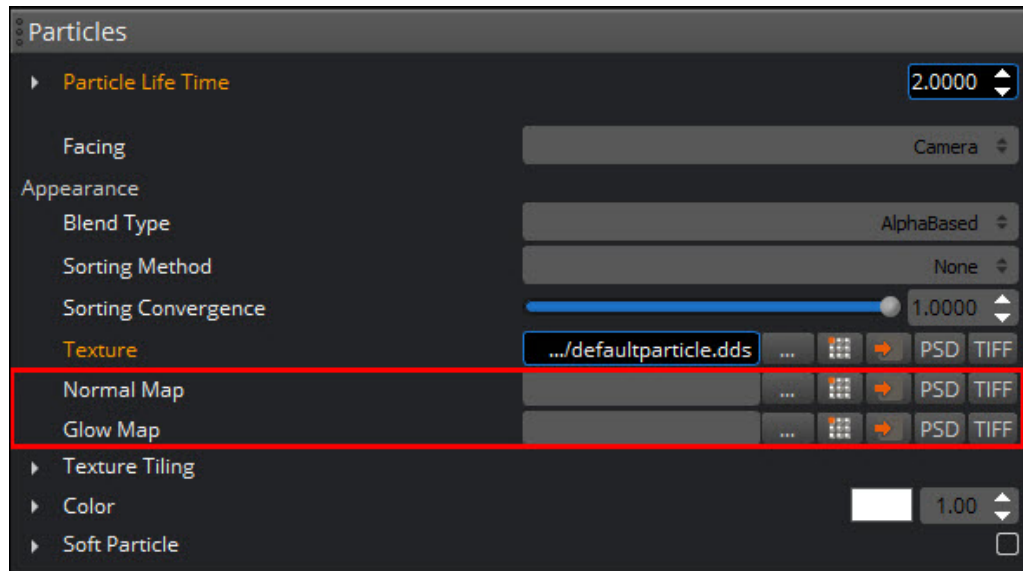 Particles
Particle Life Time 2.0000
Facing Camera
Appearance
Blend Type AlphaBased
Sorting Method None
Sorting Convergence 1.0000
Texture .../defaultparticle.dds ... PSD TIFF
Normal Map ... PSD TIFF
Glow Map ... PSD TIFF
Texture Tiling
Color 1.00
Soft Particle